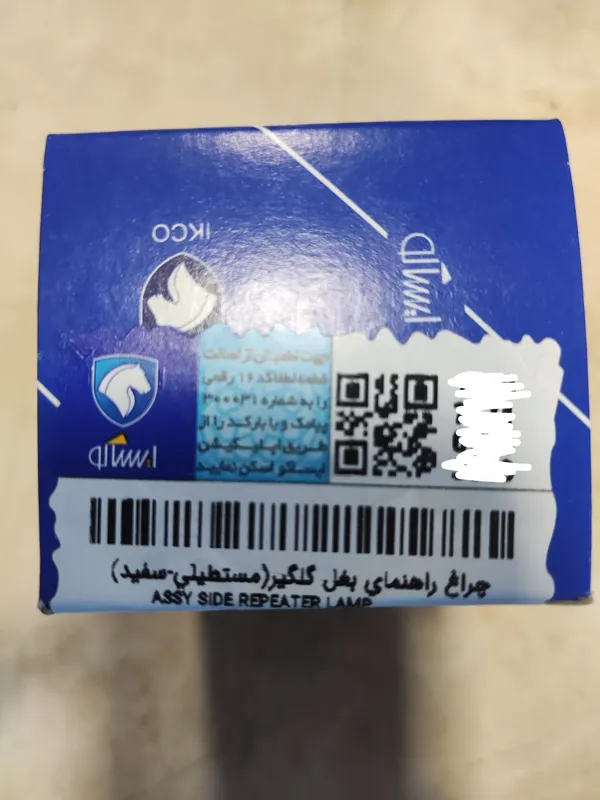 IKCO
ایساکو
جهت اطمینان از اصالت
قطعه لطفا کد ۱۶ رقمی
را به شماره ۳۰۰۰۳۱
پیامک و یا بارکد را از
طریق اپلیکیشن
ایساکو اسکن نمایید
ایساکو
چراغ راهنمای بغل گلگیر(مستطیلی-سفید)
ASSY SIDE REPEATER LAMP